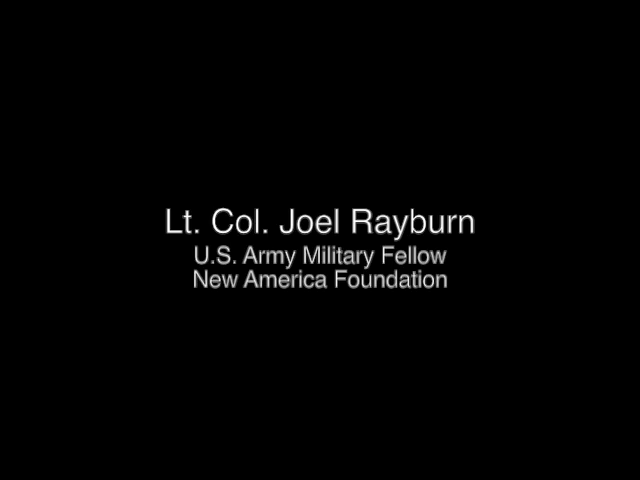 Lt. Col. Joel Rayburn
U.S. Army Military Fellow
New America Foundation